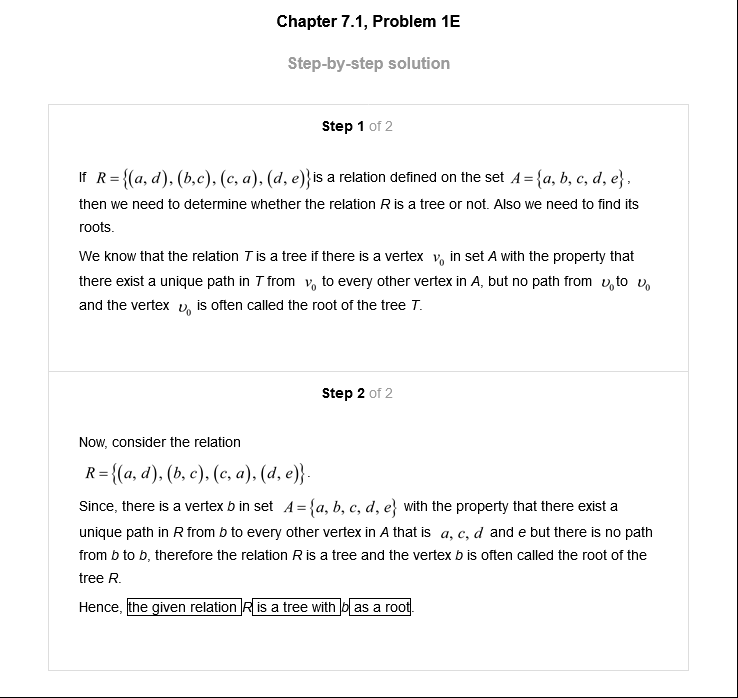 Chapter 7.1, Problem 1E
Step-by-step solution
Step 1 of 2
If R = {(a, d), (b,c), (c, a), (d, e)} is a relation defined on the set A = {a, b, c, d, e},
then we need to determine whether the relation R is a tree or not. Also we need to find its
roots.
We know that the relation T is a tree if there is a vertex v₀ in set A with the property that
there exist a unique path in T from v₀ to every other vertex in A, but no path from υ₀ to υ₀
and the vertex υ₀ is often called the root of the tree T.
Step 2 of 2
Now, consider the relation
R = {(a, d), (b, c), (c, a), (d, e)}.
Since, there is a vertex b in set A = {a, b, c, d, e} with the property that there exist a
unique path in R from b to every other vertex in A that is a, c, d and e but there is no path
from b to b, therefore the relation R is a tree and the vertex b is often called the root of the
tree R.
Hence, the given relation R is a tree with b as a root.